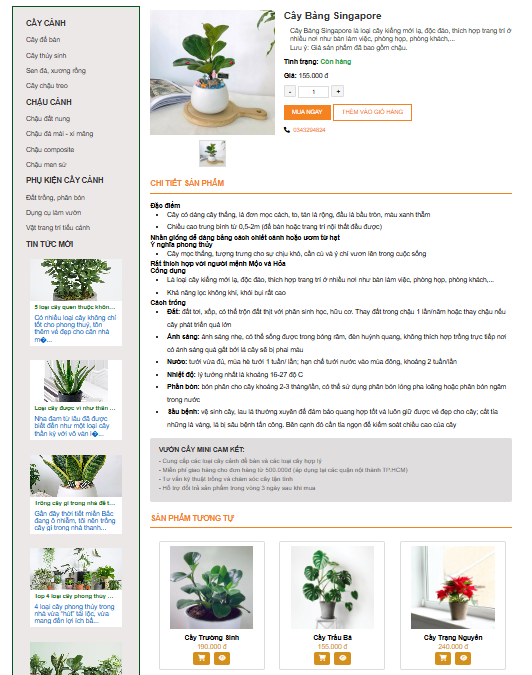 CÂY CẢNH
Cây để bàn
Cây thủy sinh
Sen đá, xương rồng
Cây chậu treo
CHẬU CẢNH
Chậu đất nung
Chậu đá mài - xi măng
Chậu composite
Chậu men sứ
PHỤ KIỆN CÂY CẢNH
Đất trồng, phân bón
Dụng cụ làm vườn
Vật trang trí tiểu cảnh
TIN TỨC MỚI
5 loại cây quen thuộc khôn...
Có nhiều loại cây không chỉ
tốt cho phong thuỷ, tôn
thêm vẻ đẹp cho căn nhà
m�...
Loại cây được ví như thần ...
Nha đam từ lâu đã được
biết đến như một loại cây
thần kỳ với vô vàn l�...
Trồng cây gì trong nhà để t...
Gần đây thời tiết miền Bắc
đang ô nhiễm, tôi nên trồng
cây gì trong nhà thanh...
Top 4 loại cây phong thủy ...
4 loại cây phong thủy trong
nhà vừa "hút" tài lộc, vừa
mang đến lợi ích bấ...
Cây Bàng Singapore
Cây Bàng Singapore là loại cây kiểng mới lạ, độc đáo, thích hợp trang trí ở
nhiều nơi như bàn làm việc, phòng họp, phòng khách,...
Lưu ý: Giá sản phẩm đã bao gồm chậu.
Tình trạng: Còn hàng
Giá: 155.000 đ
- 1 +
MUA NGAY THÊM VÀO GIỎ HÀNG
0343294824
CHI TIẾT SẢN PHẨM
Đặc điểm
Cây có dáng cây thẳng, lá đơn mọc cách, to, tán lá rộng, đầu lá bầu tròn, màu xanh thẫm
Chiều cao trung bình từ 0,5-2m (để bàn hoặc trang trí nội thất đều được)
Nhân giống dễ dàng bằng cách chiết cành hoặc ươm từ hạt
Ý nghĩa phong thủy
Cây mọc thẳng, tượng trưng cho sự chịu khó, cần cù và ý chí vươn lên trong cuộc sống
Rất thích hợp với người mệnh Mộc và Hỏa
Công dụng
Là loại cây kiểng mới lạ, độc đáo, thích hợp trang trí ở nhiều nơi như bàn làm việc, phòng họp, phòng khách,...
Khả năng lọc không khí, khói bụi rất cao
Cách trồng
Đất: đất tơi, xốp, có thể trộn đất thịt với phân sinh học, hữu cơ. Thay đất trong chậu 1 lần/năm hoặc thay chậu nếu
cây phát triển quá lớn
Ánh sáng: ánh sáng nhẹ, có thể sống được trong bóng râm, đèn huỳnh quang, không thích hợp trồng trực tiếp nơi
có ánh sáng quá gắt bởi lá cây sẽ bị phai màu
Nước: tưới vừa đủ, mùa hè tưới 1 tuần/ lần; hạn chế tưới nước vào mùa đông, khoảng 2 tuần/lần
Nhiệt độ: lý tưởng nhất là khoảng 16-27 độ C
Phân bón: bón phân cho cây khoảng 2-3 tháng/lần, có thể sử dụng phân bón lỏng pha loãng hoặc phân bón ngâm
trong nước
Sâu bệnh: vệ sinh cây, lau lá thường xuyên để đảm bảo quang hợp tốt và luôn giữ được vẻ đẹp cho cây; cắt tỉa
những lá vàng, lá bị sâu bệnh tấn công. Bên cạnh đó cần tỉa ngọn để kiểm soát chiều cao của cây
VƯỜN CÂY MINI CAM KẾT:
- Cung cấp các loại cây cảnh để bàn và các loại cây hợp lý
- Miễn phí giao hàng cho đơn hàng từ 500.000đ (áp dụng tại các quận nội thành TP.HCM)
- Tư vấn kỹ thuật trồng và chăm sóc cây tận tình
- Hỗ trợ đổi trả sản phẩm trong vòng 3 ngày sau khi mua
SẢN PHẨM TƯƠNG TỰ
Cây Trường Sinh
190.000 đ
Cây Trầu Bà
155.000 đ
Cây Trạng Nguyên
240.000 đ